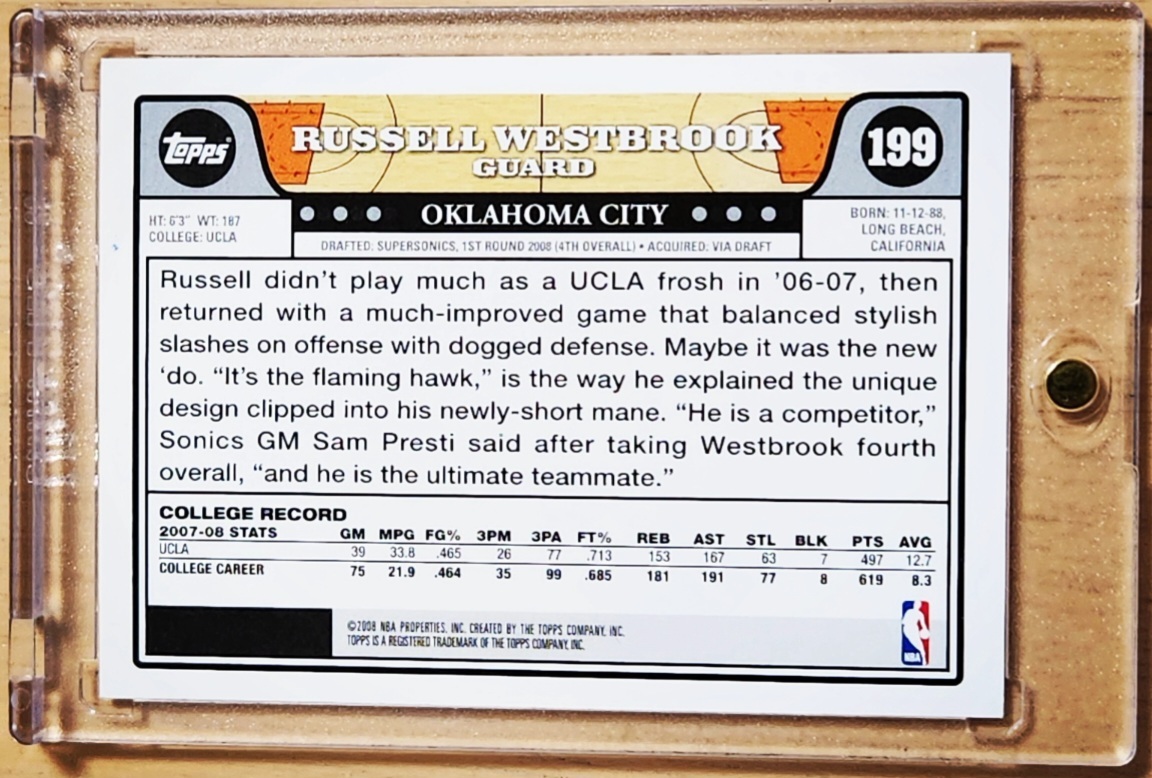 Topps
RUSSELL WESTBROOK
GUARD
199
HT: 6'3" WT: 187
COLLEGE: UCLA
OKLAHOMA CITY
DRAFTED: SUPERSONICS, 1ST ROUND 2008 (4TH OVERALL) • ACQUIRED: VIA DRAFT
BORN: 11-12-88,
LONG BEACH,
CALIFORNIA
Russell didn't play much as a UCLA frosh in '06-07, then
returned with a much-improved game that balanced stylish
slashes on offense with dogged defense. Maybe it was the new
'do. "It's the flaming hawk," is the way he explained the unique
design clipped into his newly-short mane. "He is a competitor,"
Sonics GM Sam Presti said after taking Westbrook fourth
overall, "and he is the ultimate teammate."
COLLEGE RECORD
2007-08 STATS GM MPG FG% 3PM 3PA FT% REB AST STL BLK PTS AVG
UCLA 39 33.8 .465 26 77 .713 153 167 63 7 497 12.7
COLLEGE CAREER 75 21.9 .464 35 99 .685 181 191 77 8 619 8.3
©2008 NBA PROPERTIES, INC. CREATED BY THE TOPPS COMPANY, INC.
TOPPS IS A REGISTERED TRADEMARK OF THE TOPPS COMPANY, INC.
NBA